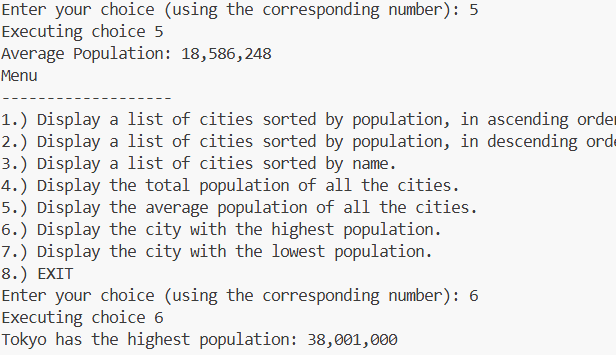 Enter your choice (using the corresponding number): 5
Executing choice 5
Average Population: 18,586,248
Menu
-------------------
1.) Display a list of cities sorted by population, in ascending order
2.) Display a list of cities sorted by population, in descending orde
3.) Display a list of cities sorted by name.
4.) Display the total population of all the cities.
5.) Display the average population of all the cities.
6.) Display the city with the highest population.
7.) Display the city with the lowest population.
8.) EXIT
Enter your choice (using the corresponding number): 6
Executing choice 6
Tokyo has the highest population: 38,001,000